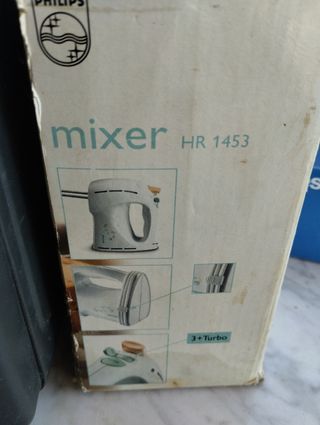 PHILIPS
mixer HR 1453
3+Turbo
s